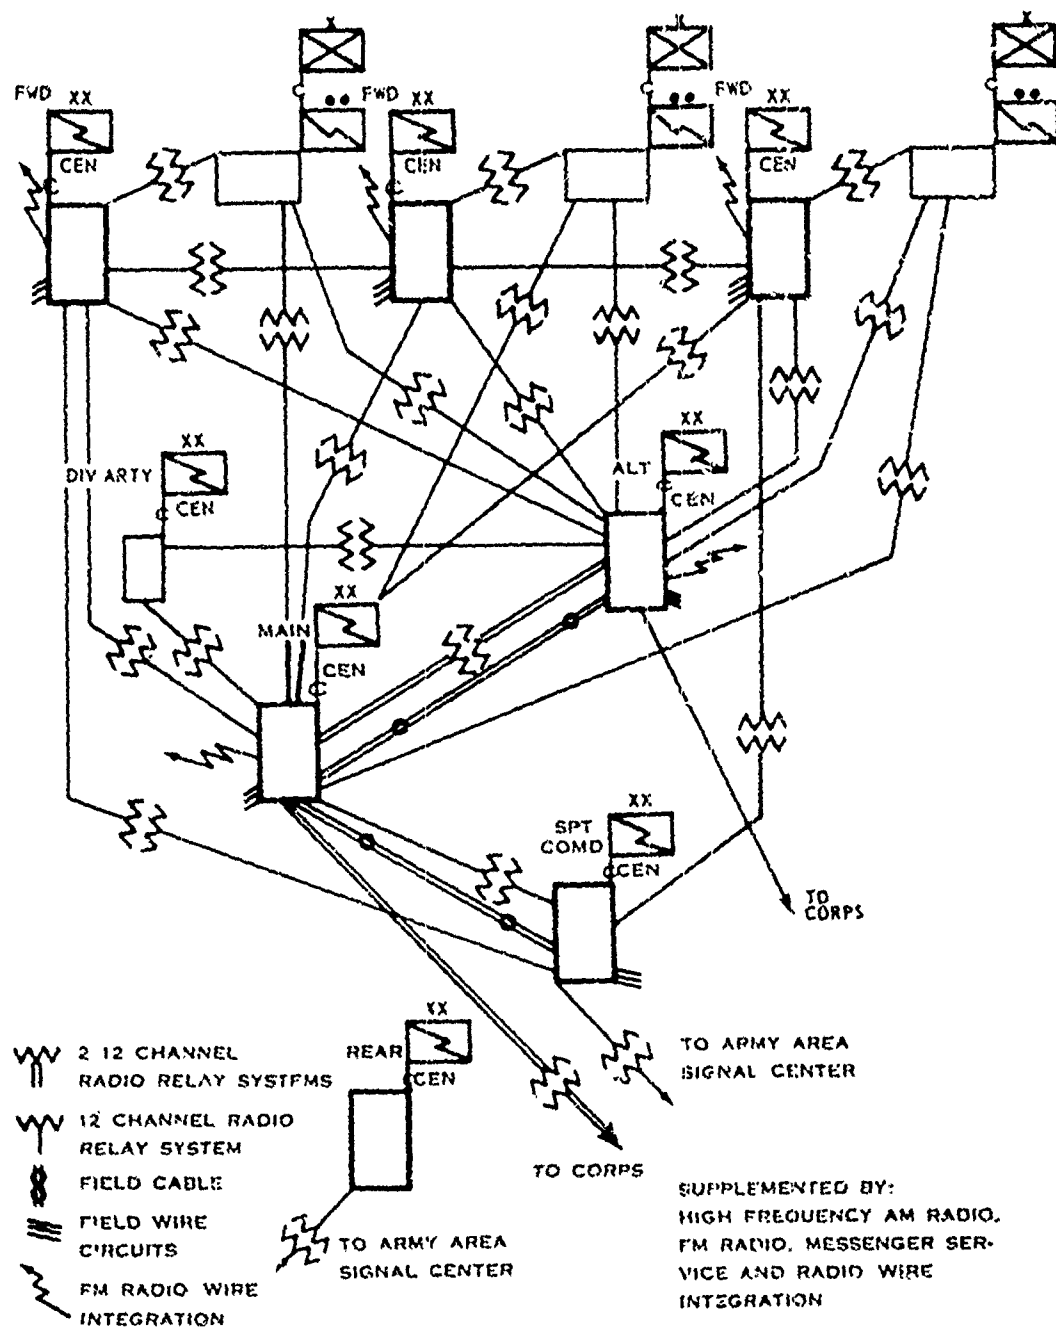 FWD XX
CEN
FWD XX
CEN
FWD XX
CEN
XX
DIV ARTY
CEN
XX
ALT
CEN
XX
MAIN
CEN
XX
SPT
COMD
CEN
TO
CORPS
XX
REAR
CEN
TO ARMY AREA
SIGNAL CENTER
TO CORPS
TO ARMY AREA
SIGNAL CENTER
2 12 CHANNEL
RADIO RELAY SYSTEMS
12 CHANNEL RADIO
RELAY SYSTEM
FIELD CABLE
FIELD WIRE
CIRCUITS
FM RADIO WIRE
INTEGRATION
SUPPLEMENTED BY:
HIGH FREQUENCY AM RADIO,
FM RADIO, MESSENGER SER-
VICE AND RADIO WIRE
INTEGRATION